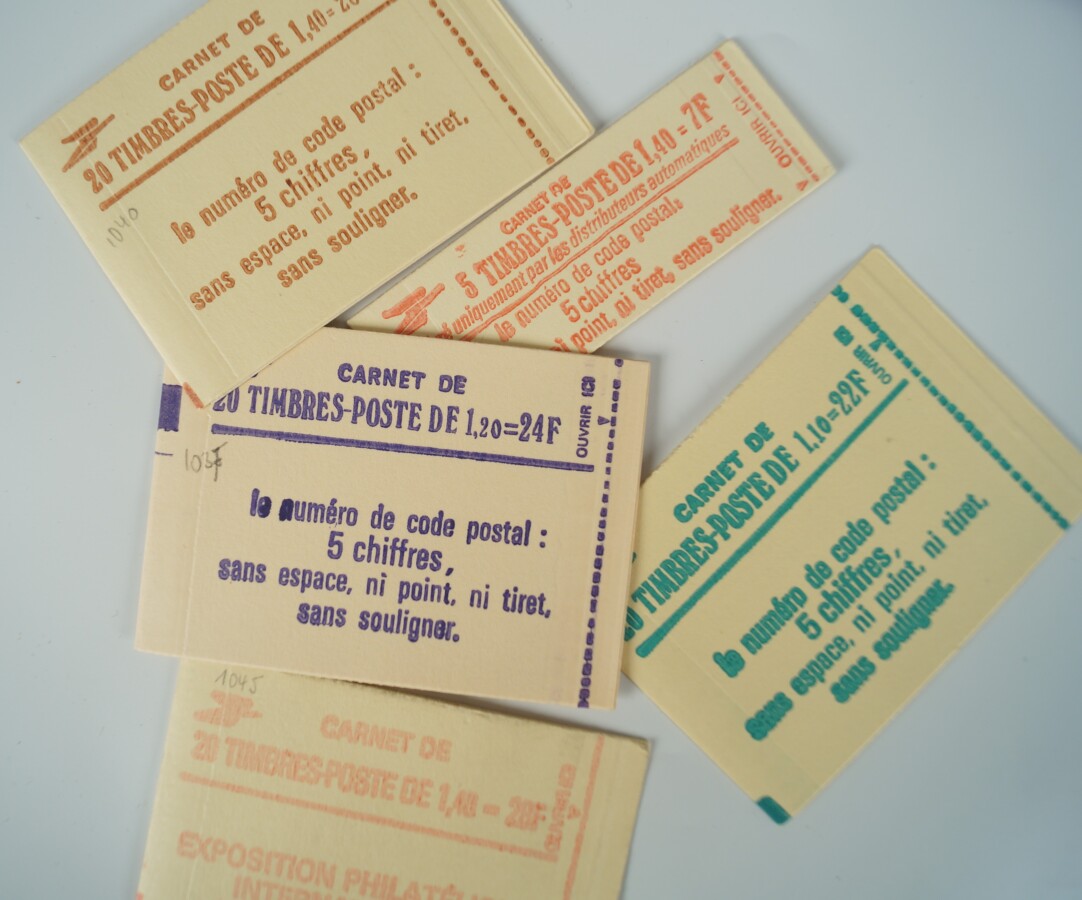 CARNET DE
20 TIMBRES-POSTE DE 1,40=28
le numéro de code postal :
5 chiffres,
sans espace, ni point, ni tiret,
sans souligner.
1040
CARNET DE
5 TIMBRES-POSTE DE 1,40 = 7F
uniquement par les distributeurs automatiques
le numéro de code postal:
5 chiffres
point, ni tiret, sans souligner.
OUVRIR ICI
CARNET DE
20 TIMBRES-POSTE DE 1,20=24F
OUVRIR ICI
1037
le numéro de code postal :
5 chiffres,
sans espace, ni point, ni tiret,
sans souligner.
CARNET DE
20 TIMBRES-POSTE DE 1,10=22F
OUVRIR
le numéro de code postal :
5 chiffres,
sans espace, ni point, ni tiret,
sans souligner.
1045
CARNET DE
20 TIMBRES-POSTE DE 1,40 = 28F
OUVRIR ICI
EXPOSITION PHILATÉLI
INTERNA